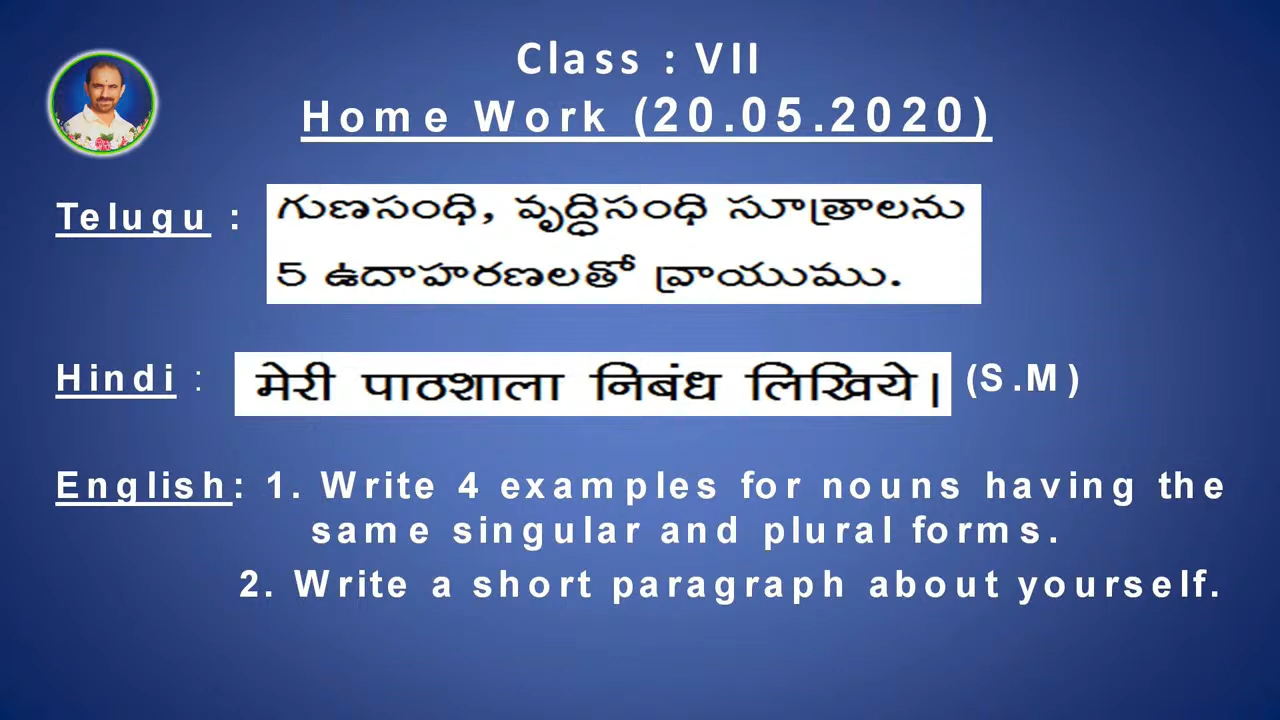 Class : VII
Home Work (20.05.2020)
Telugu : గుణసంధి, వృద్ధిసంధి సూత్రాలను
5 ఉదాహరణలతో వ్రాయుము.
Hindi : मेरी पाठशाला निबंध लिखिये| (S.M)
English: 1. Write 4 examples for nouns having the
same singular and plural forms.
2. Write a short paragraph about yourself.